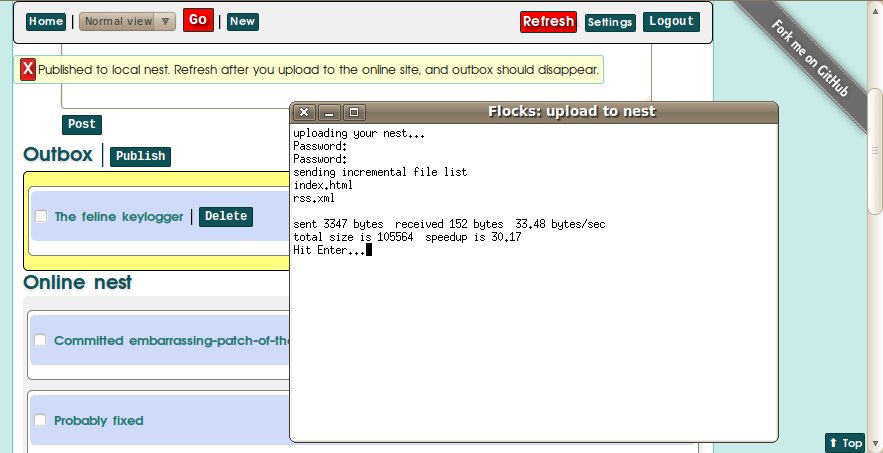 Home | Normal view Go | New Refresh Settings Logout
Fork me on GitHub
X Published to local nest. Refresh after you upload to the online site, and outbox should disappear.
Post
Outbox | Publish
The feline keylogger | Delete
Online nest
Committed embarrassing-patch-of-the
Probably fixed
Flocks: upload to nest
uploading your nest...
Password:
Password:
sending incremental file list
index.html
rss.xml
sent 3347 bytes  received 152 bytes  33.48 bytes/sec
total size is 105564  speedup is 30.17
Hit Enter...
⬆ Top